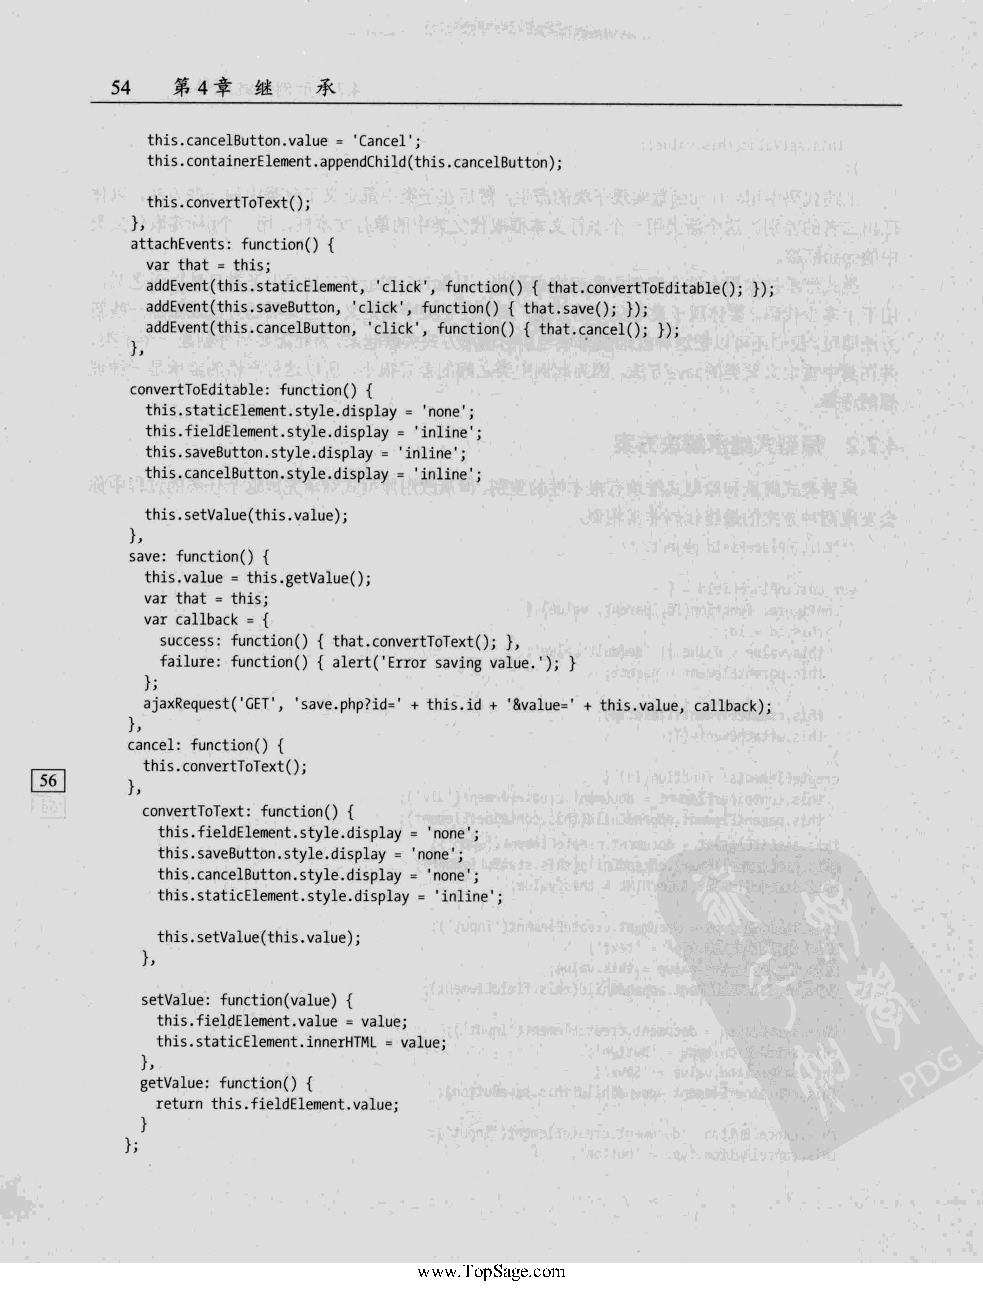 54 第4章 继 承
this.cancelButton.value = 'Cancel';
this.containerElement.appendChild(this.cancelButton);
this.convertToText();
},
attachEvents: function() {
var that = this;
addEvent(this.staticElement, 'click', function() { that.convertToEditable(); });
addEvent(this.saveButton, 'click', function() { that.save(); });
addEvent(this.cancelButton, 'click', function() { that.cancel(); });
},
convertToEditable: function() {
this.staticElement.style.display = 'none';
this.fieldElement.style.display = 'inline';
this.saveButton.style.display = 'inline';
this.cancelButton.style.display = 'inline';
this.setValue(this.value);
},
save: function() {
this.value = this.getValue();
var that = this;
var callback = {
success: function() { that.convertToText(); },
failure: function() { alert('Error saving value.'); }
};
ajaxRequest('GET', 'save.php?id=' + this.id + '&value=' + this.value, callback);
},
cancel: function() {
this.convertToText();
},
56
convertToText: function() {
this.fieldElement.style.display = 'none';
this.saveButton.style.display = 'none';
this.cancelButton.style.display = 'none';
this.staticElement.style.display = 'inline';
this.setValue(this.value);
},
setValue: function(value) {
this.fieldElement.value = value;
this.staticElement.innerHTML = value;
},
getValue: function() {
return this.fieldElement.value;
}
};
PDG
www.TopSage.com